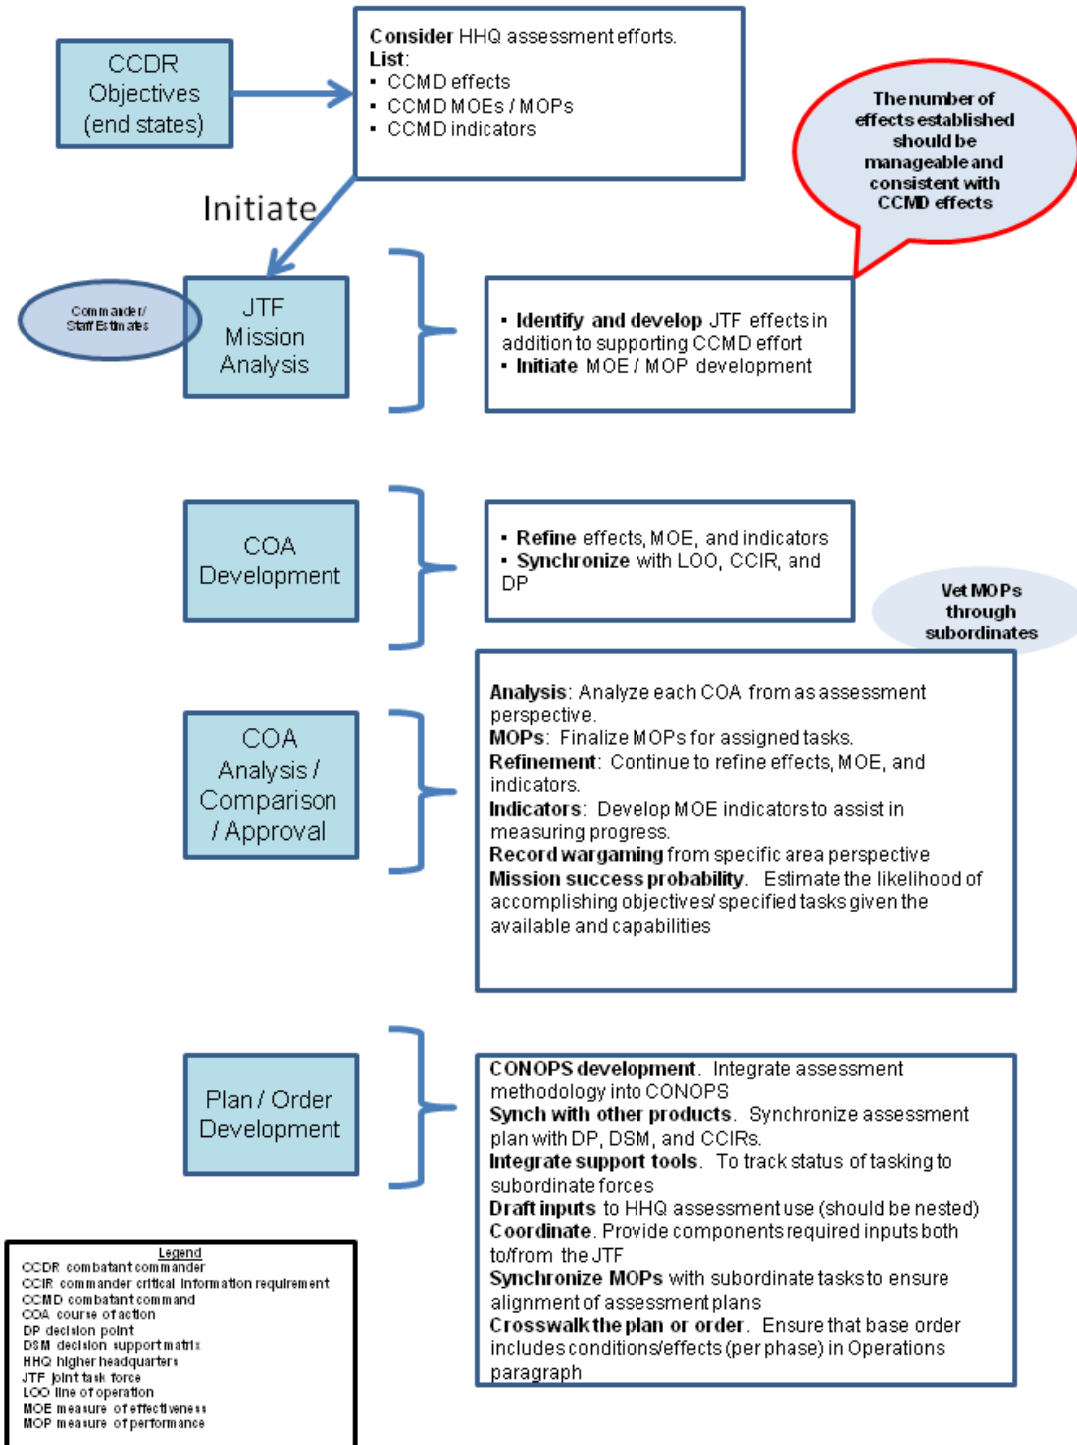 CCDR
Objectives
(end states)
Consider HHQ assessment efforts.
List:
▪ CCMD effects
▪ CCMD MOEs / MOPs
▪ CCMD indicators
The number of
effects established
should be
manageable and
consistent with
CCMD effects
Initiate
Commander/
Staff Estimates
JTF
Mission
Analysis
▪ Identify and develop JTF effects in
addition to supporting CCMD effort
▪ Initiate MOE / MOP development
COA
Development
▪ Refine effects, MOE, and indicators
▪ Synchronize with LOO, CCIR, and
DP
Vet MOPs
through
subordinates
COA
Analysis /
Comparison
/ Approval
Analysis: Analyze each COA from as assessment
perspective.
MOPs: Finalize MOPs for assigned tasks.
Refinement: Continue to refine effects, MOE, and
indicators.
Indicators: Develop MOE indicators to assist in
measuring progress.
Record wargaming from specific area perspective
Mission success probability. Estimate the likelihood of
accomplishing objectives/ specified tasks given the
available and capabilities
Plan / Order
Development
CONOPS development. Integrate assessment
methodology into CONOPS
Synch with other products. Synchronize assessment
plan with DP, DSM, and CCIRs.
Integrate support tools. To track status of tasking to
subordinate forces
Draft inputs to HHQ assessment use (should be nested)
Coordinate. Provide components required inputs both
to/from the JTF
Synchronize MOPs with subordinate tasks to ensure
alignment of assessment plans
Crosswalk the plan or order. Ensure that base order
includes conditions/effects (per phase) in Operations
paragraph
Legend
CCDR combatant commander
CCIR commander critical information requirement
CCMD combatant command
COA course of action
DP decision point
DSM decision support matrix
HHQ higher headquarters
JTF joint task force
LOO line of operation
MOE measure of effectiveness
MOP measure of performance